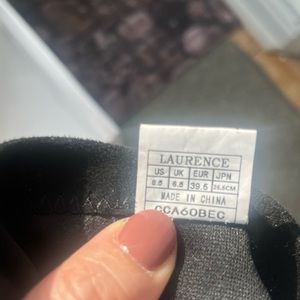 LAURENCE
US UK EUR JPN
8.5 6.5 39.5 25.5CM
MADE IN CHINA
CCA60BEC